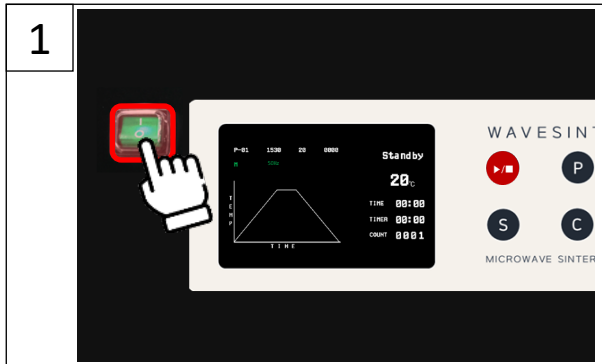 1
WAVESINT
P-01 1530 20 0000
Standby
M 50Hz
20℃
TEMP
TIME 00:00
TIMER 00:00
COUNT 0001
TIME
P
S
C
MICROWAVE SINTER